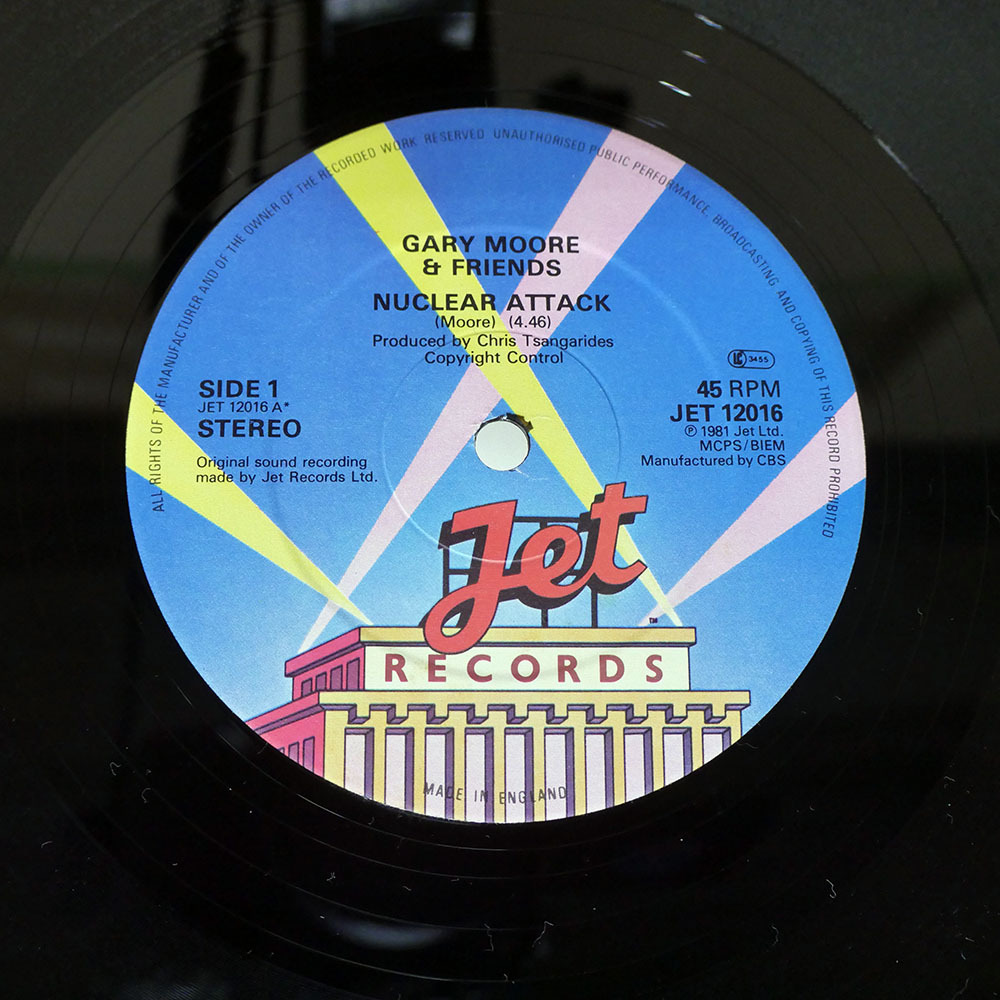 ALL RIGHTS OF THE MANUFACTURER AND OF THE OWNER OF THE RECORDED WORK RESERVED UNAUTHORISED PUBLIC PERFORMANCE, BROADCASTING AND COPYING OF THIS RECORD PROHIBITED
GARY MOORE
& FRIENDS
NUCLEAR ATTACK
(Moore) (4.46)
Produced by Chris Tsangarides
Copyright Control
SIDE 1
JET 12016 A*
STEREO
Original sound recording
made by Jet Records Ltd.
LC 3455
45 RPM
JET 12016
℗ 1981 Jet Ltd.
MCPS/BIEM
Manufactured by CBS
Jet
TM
RECORDS
MADE IN ENGLAND